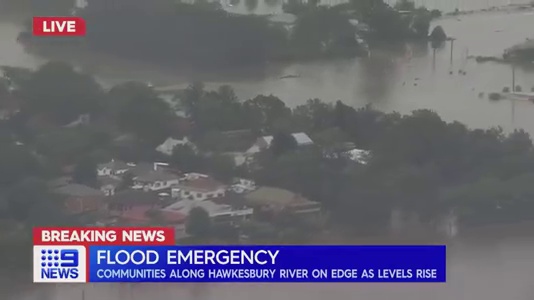 LIVE
BREAKING NEWS
9 NEWS
FLOOD EMERGENCY
COMMUNITIES ALONG HAWKESBURY RIVER ON EDGE AS LEVELS RISE